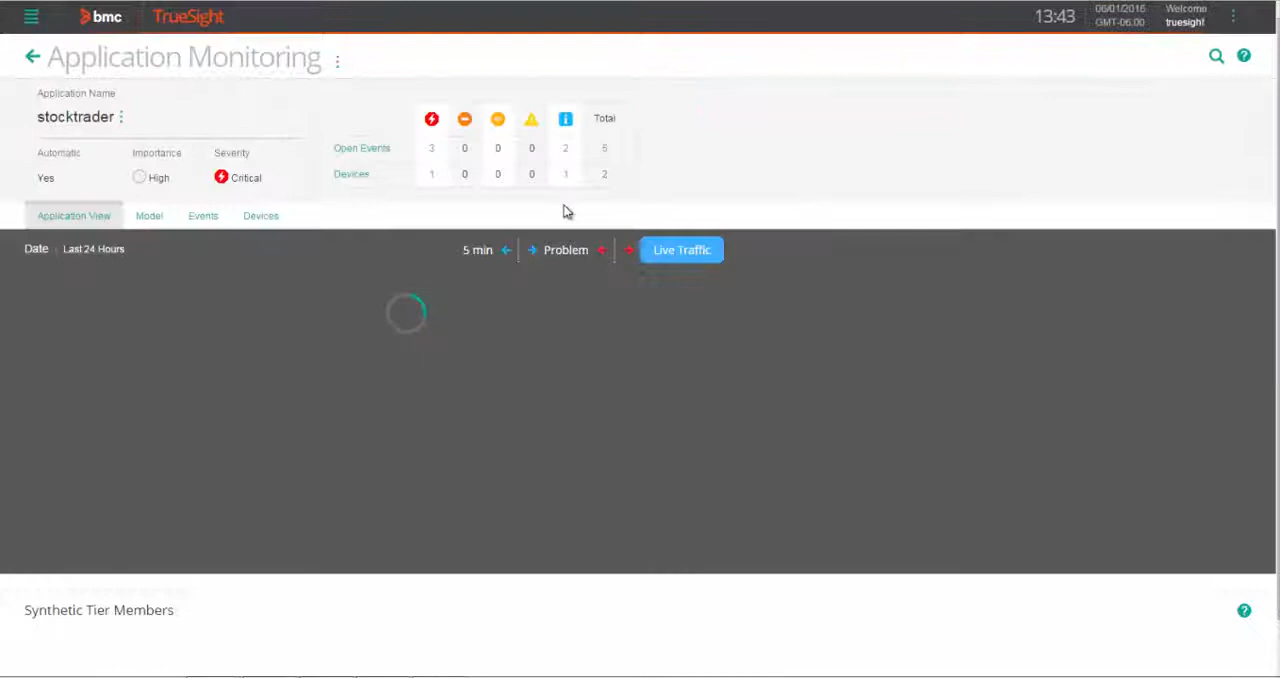 bmc TrueSight 13:43 06/01/2016 GMT-06:00 Welcome truesight
Application Monitoring
Application Name
stocktrader
Automatic Importance Severity
Yes High Critical
Total
Open Events 3 0 0 0 2 5
Devices 1 0 0 0 1 2
Application View Model Events Devices
Date Last 24 Hours 5 min Problem Live Traffic
Synthetic Tier Members